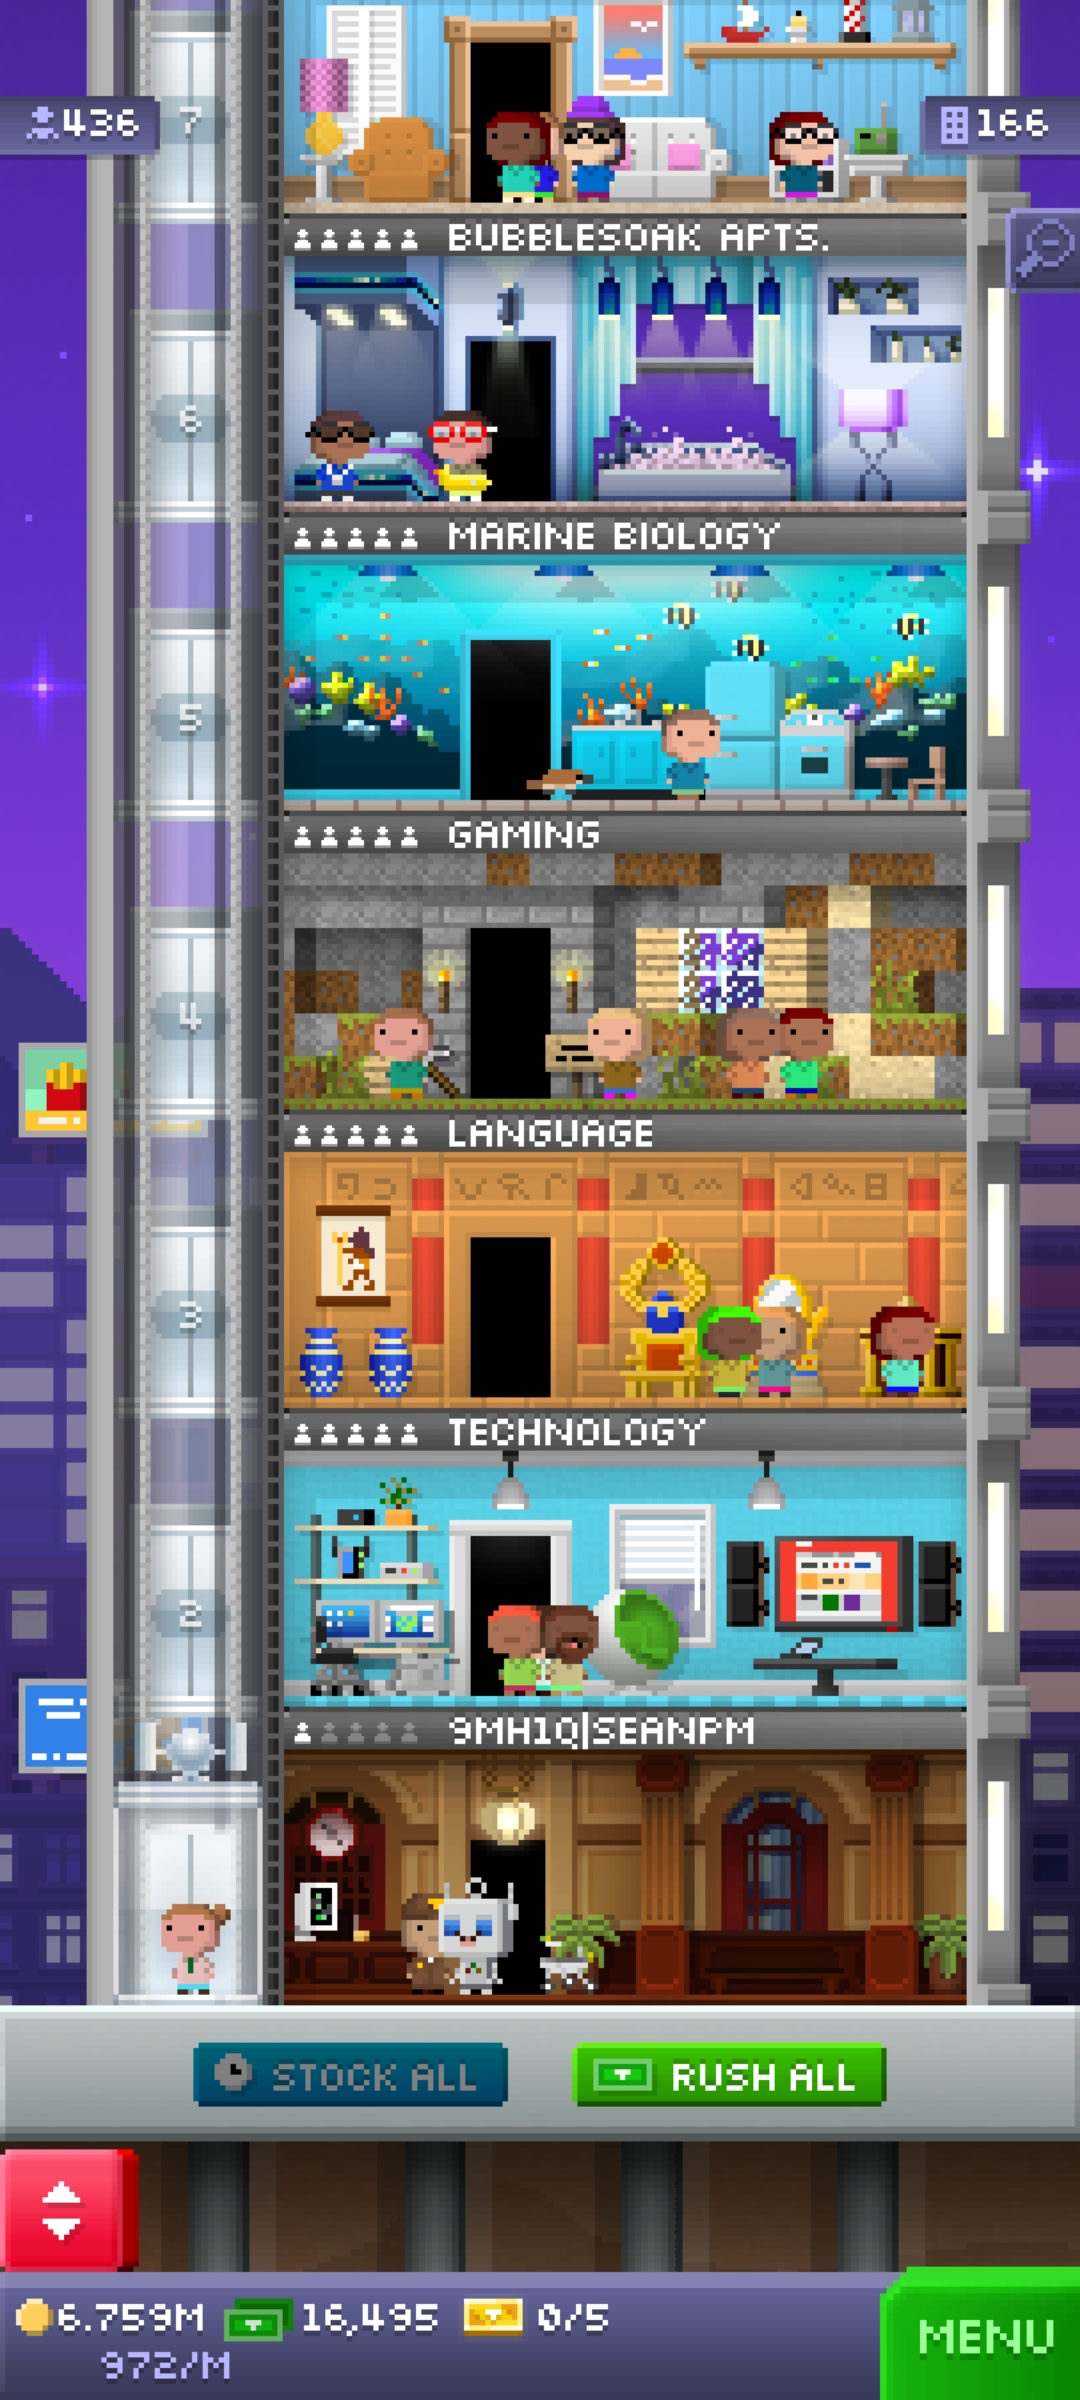 7
436
166
BUBBLESOAK APTS.
6
MARINE BIOLOGY
5
GAMING
4
LANGUAGE
3
TECHNOLOGY
2
9MH1Q|SEANPM
STOCK ALL
RUSH ALL
6.759M
16,495
0/5
972/M
MENU